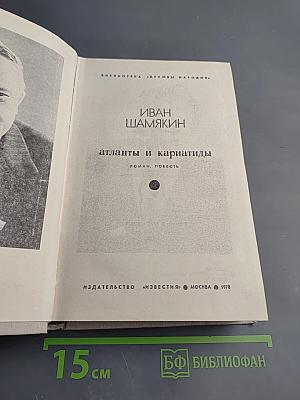 БИБЛИОТЕКА «ДРУЖБЫ НАРОДОВ»
ИВАН
ШАМЯКИН
атланты и кариатиды
РОМАН, ПОВЕСТЬ
ИЗДАТЕЛЬСТВО «ИЗВЕСТИЯ» МОСКВА 1978
15 см
БФ БИБЛИОФАН